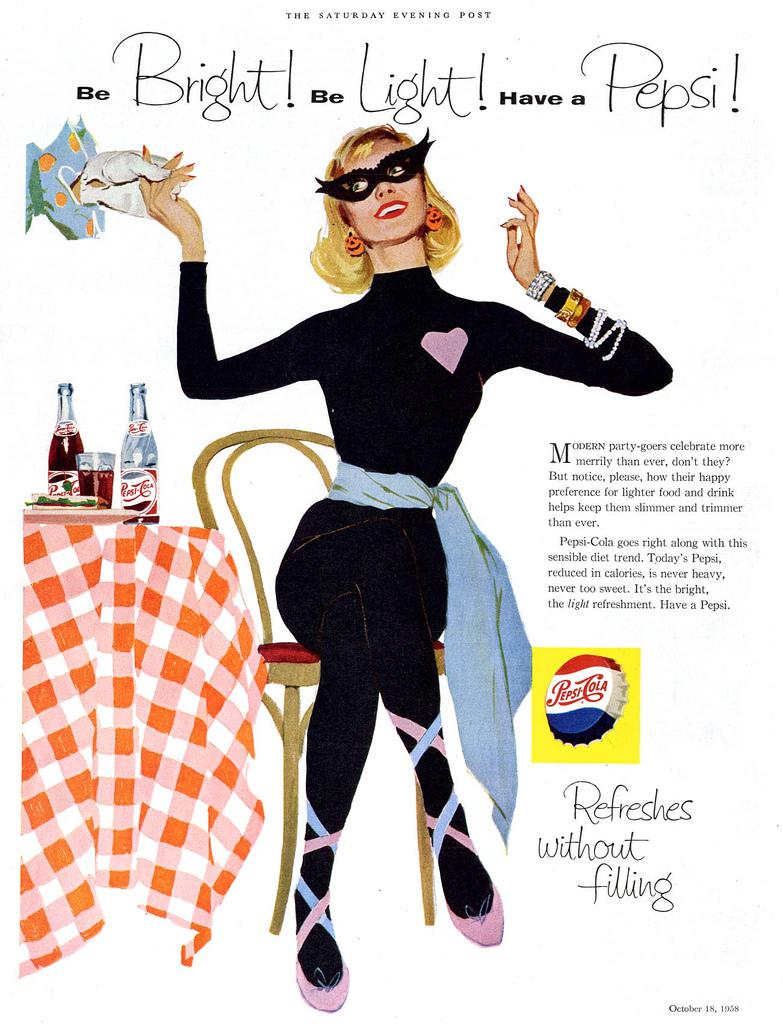 THE SATURDAY EVENING POST
Be Bright! Be Light! Have a Pepsi!
MODERN party-goers celebrate more
merrily than ever, don't they?
But notice, please, how their happy
preference for lighter food and drink
helps keep them slimmer and trimmer
than ever.
Pepsi-Cola goes right along with this
sensible diet trend. Today's Pepsi,
reduced in calories, is never heavy,
never too sweet. It's the bright,
the light refreshment. Have a Pepsi.
PEPSI-COLA
PEPSI-COLA
Refreshes
without
filling
October 18, 1958